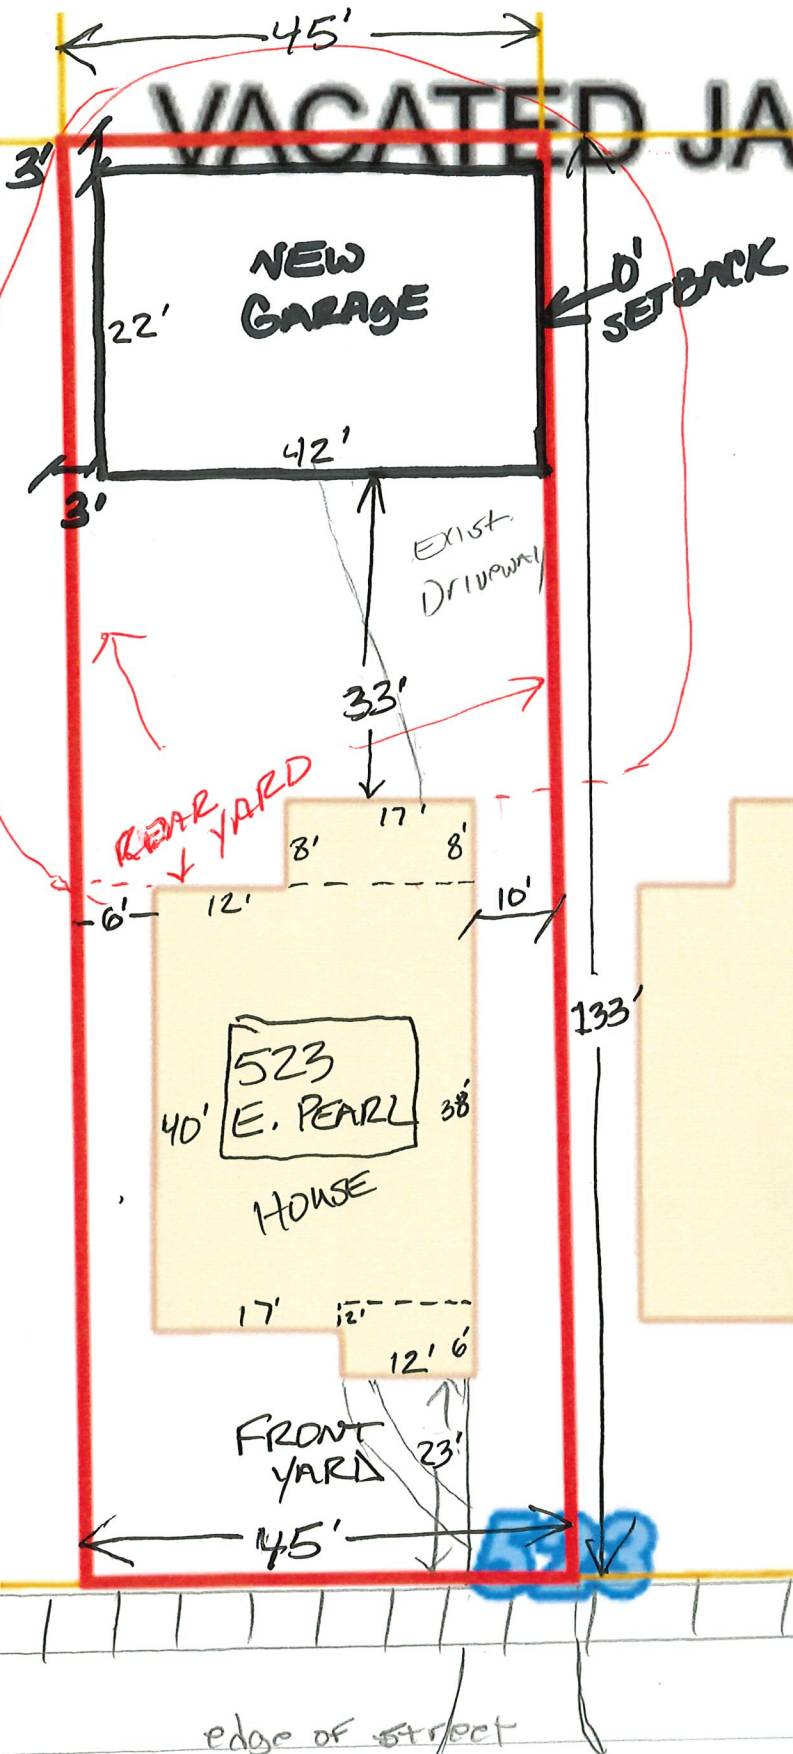 45'
VACATED JA
3'
NEW
GARAGE
0'
SETBACK
22'
42'
3'
EXIST.
DRIVEWAY
33'
REAR
YARD
17'
8'
8'
12'
6'
10'
133'
523
E. PEARL
40'
38'
HOUSE
17'
12'
12'
6'
FRONT
YARD
23'
45'
523
edge of street